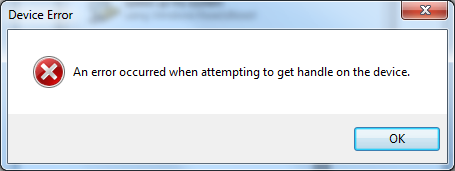 Device Error
An error occurred when attempting to get handle on the device.
OK